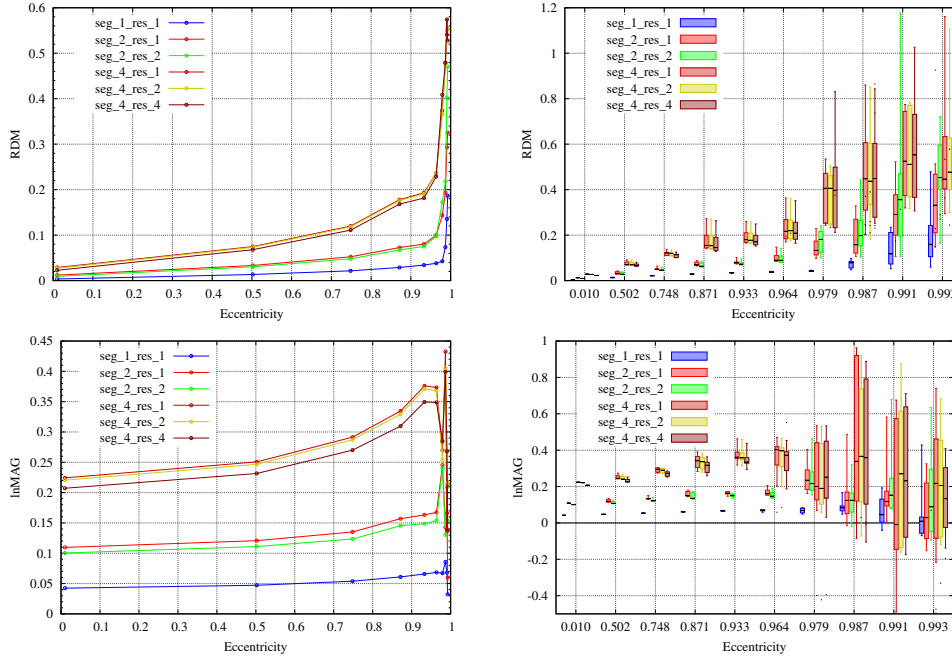 0.6
0.5
0.4
0.3
0.2
0.1
0
RDM
seg_1_res_1
seg_2_res_1
seg_2_res_2
seg_4_res_1
seg_4_res_2
seg_4_res_4
0 0.1 0.2 0.3 0.4 0.5 0.6 0.7 0.8 0.9 1
Eccentricity
1.2
1
0.8
0.6
0.4
0.2
0
RDM
seg_1_res_1
seg_2_res_1
seg_2_res_2
seg_4_res_1
seg_4_res_2
seg_4_res_4
0.010 0.502 0.748 0.871 0.933 0.964 0.979 0.987 0.991 0.993
Eccentricity
0.45
0.4
0.35
0.3
0.25
0.2
0.15
0.1
0.05
0
lnMAG
seg_1_res_1
seg_2_res_1
seg_2_res_2
seg_4_res_1
seg_4_res_2
seg_4_res_4
0 0.1 0.2 0.3 0.4 0.5 0.6 0.7 0.8 0.9 1
Eccentricity
1
0.8
0.6
0.4
0.2
0
-0.2
-0.4
lnMAG
seg_1_res_1
seg_2_res_1
seg_2_res_2
seg_4_res_1
seg_4_res_2
seg_4_res_4
0.010 0.502 0.748 0.871 0.933 0.964 0.979 0.987 0.991 0.993
Eccentricity